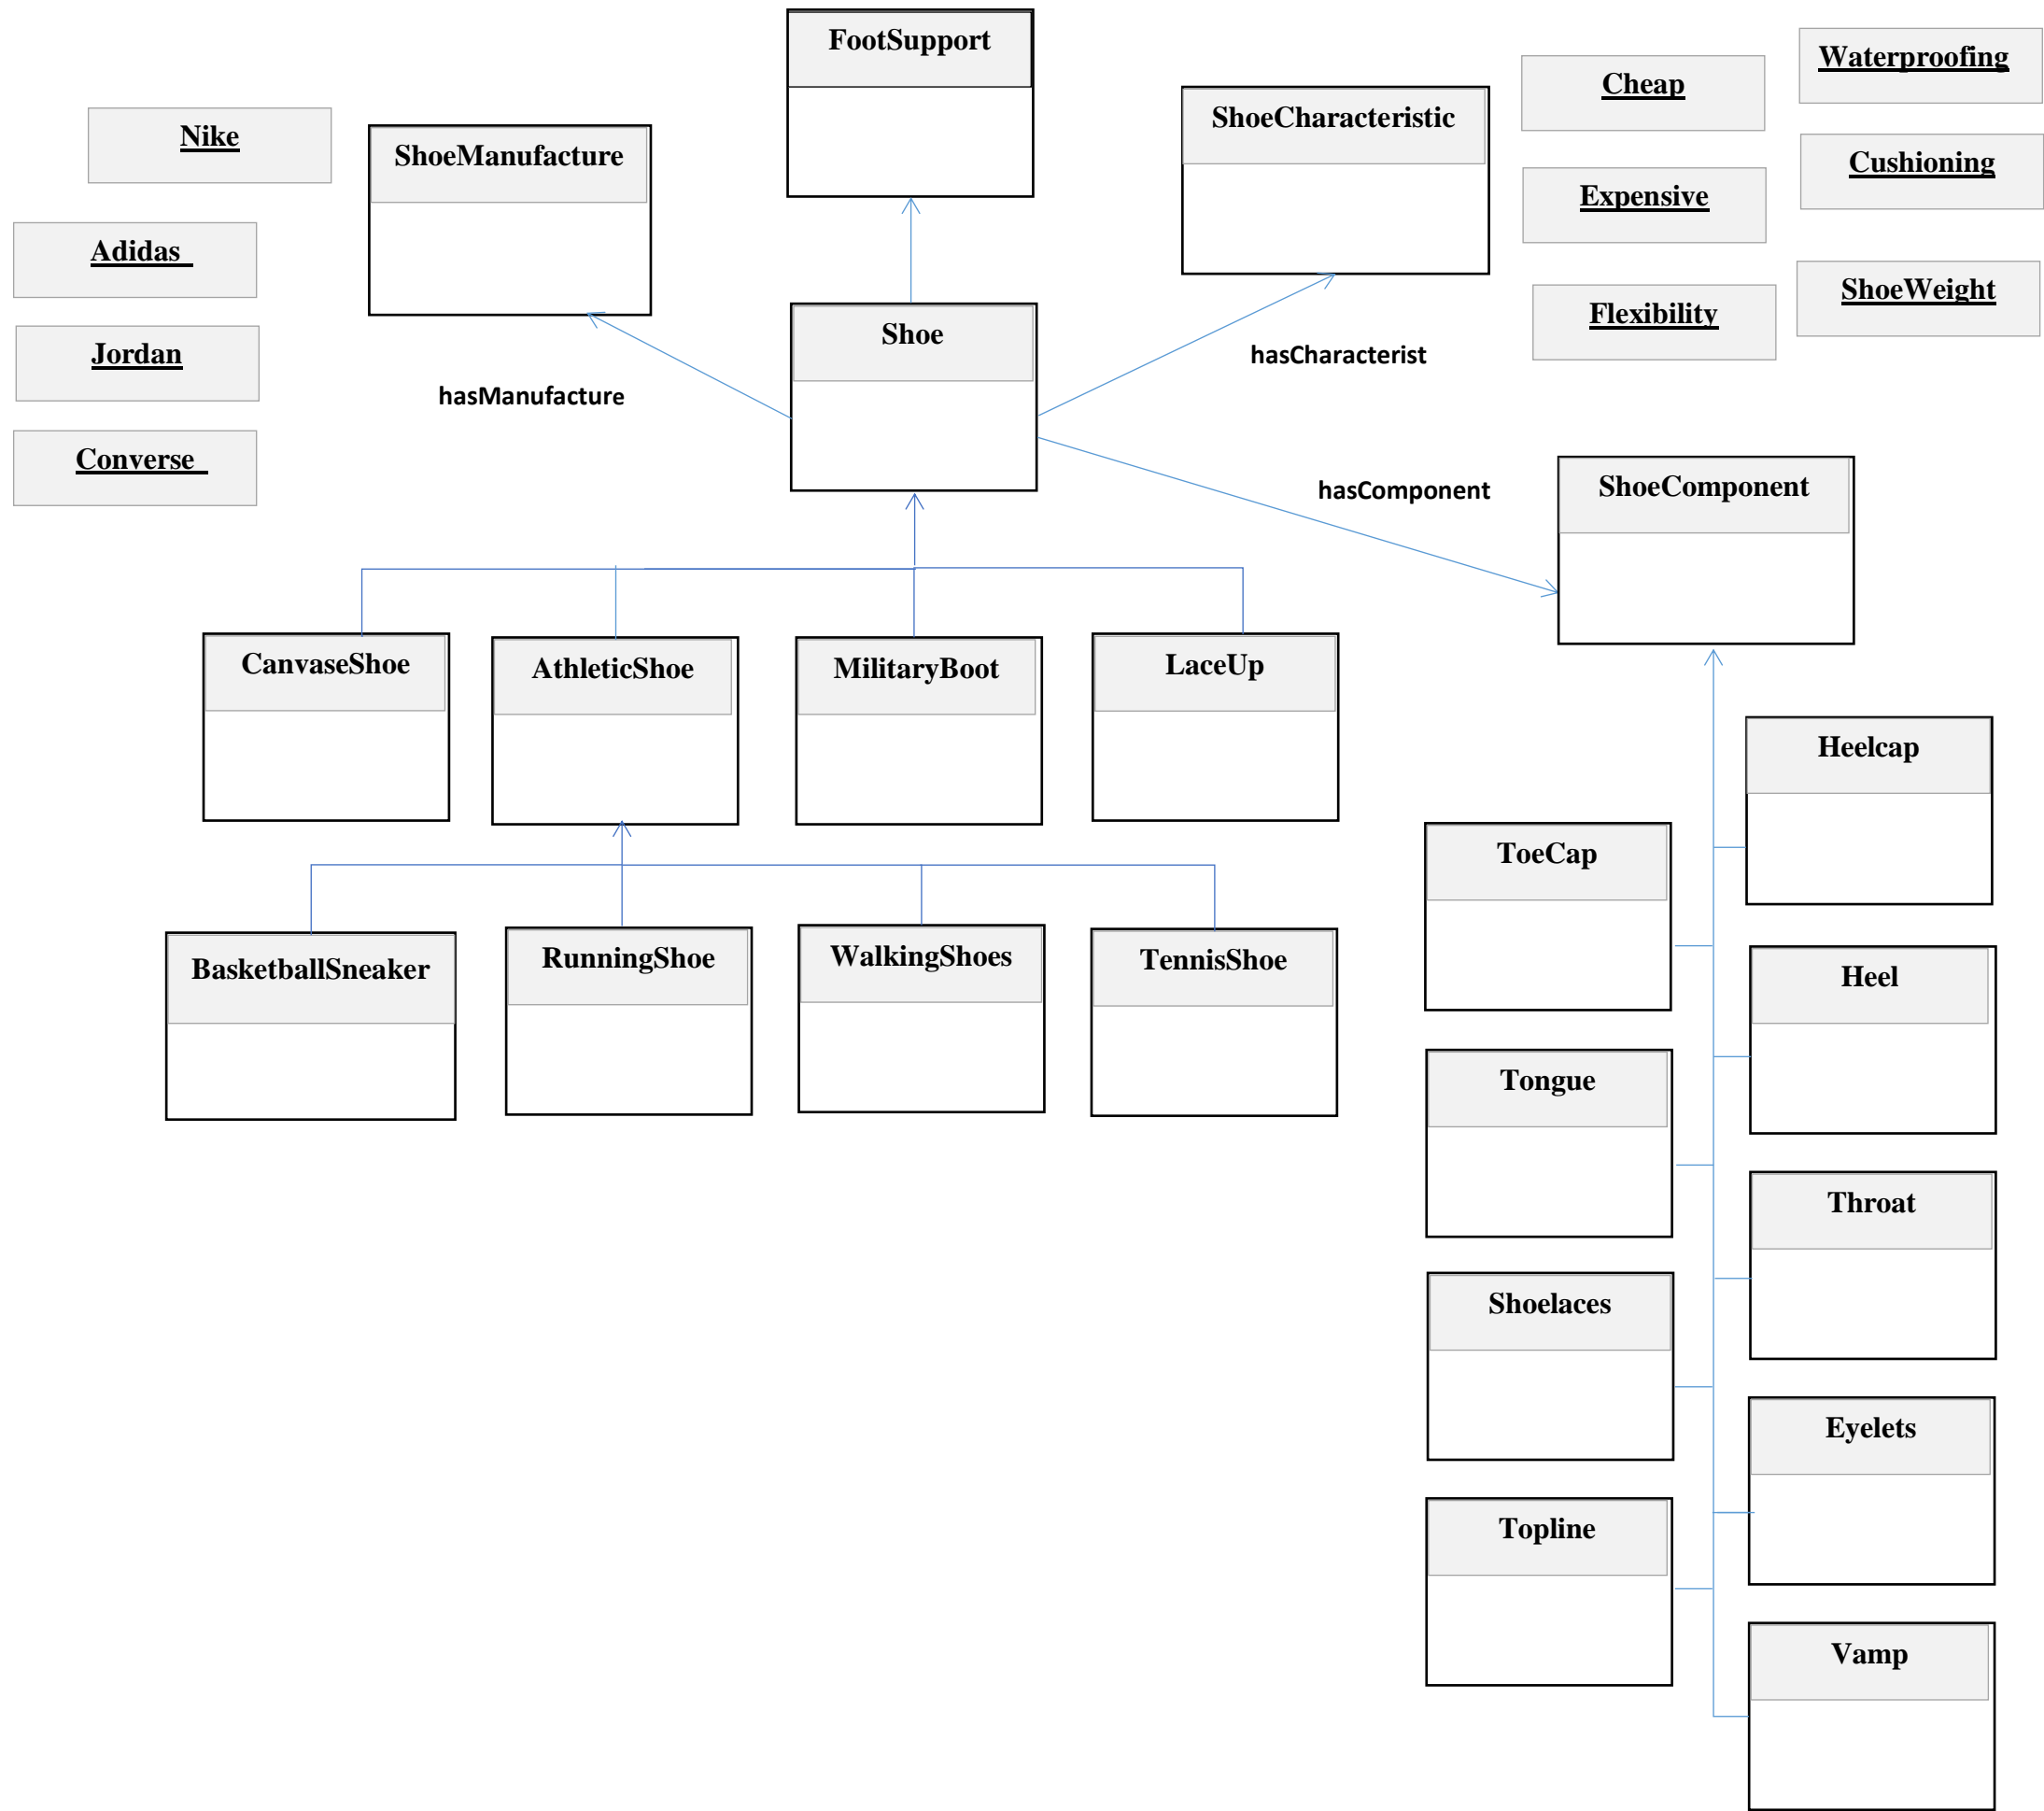 FootSupport
Waterproofing
Cheap
ShoeCharacteristic
Nike
ShoeManufacture
Cushioning
Expensive
Adidas
ShoeWeight
Flexibility
Shoe
Jordan
hasCharacterist
hasManufacture
Converse
hasComponent
ShoeComponent
CanvaseShoe
AthleticShoe
MilitaryBoot
LaceUp
Heelcap
ToeCap
BasketballSneaker
RunningShoe
WalkingShoes
TennisShoe
Heel
Tongue
Throat
Shoelaces
Eyelets
Topline
Vamp